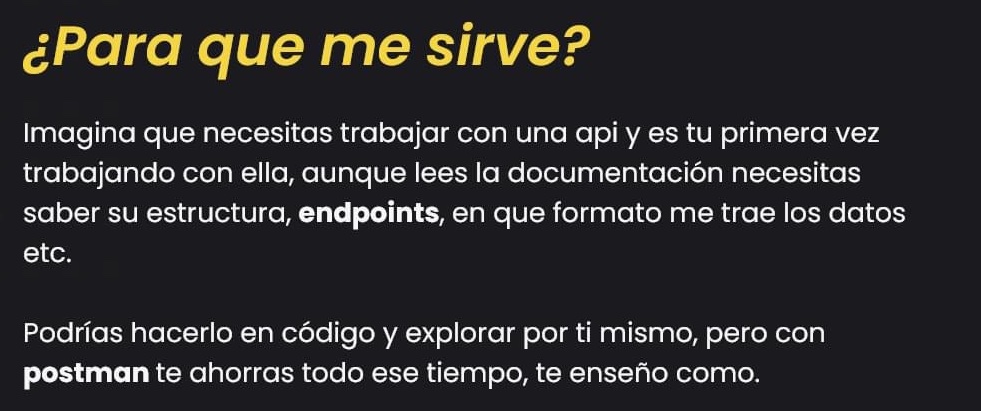 ¿Para que me sirve?
Imagina que necesitas trabajar con una api y es tu primera vez
trabajando con ella, aunque lees la documentación necesitas
saber su estructura, endpoints, en que formato me trae los datos
etc.
Podrías hacerlo en código y explorar por ti mismo, pero con
postman te ahorras todo ese tiempo, te enseño como.